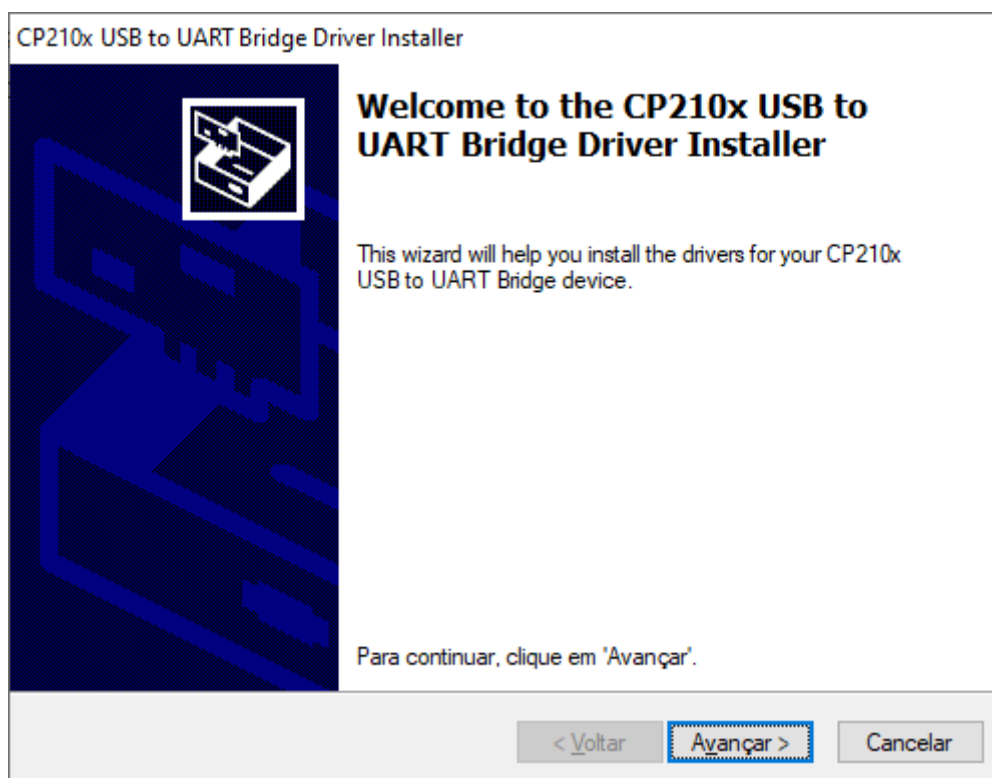 CP210x USB to UART Bridge Driver Installer
Welcome to the CP210x USB to
UART Bridge Driver Installer
This wizard will help you install the drivers for your CP210x
USB to UART Bridge device.
Para continuar, clique em 'Avançar'.
< Voltar
Avançar >
Cancelar